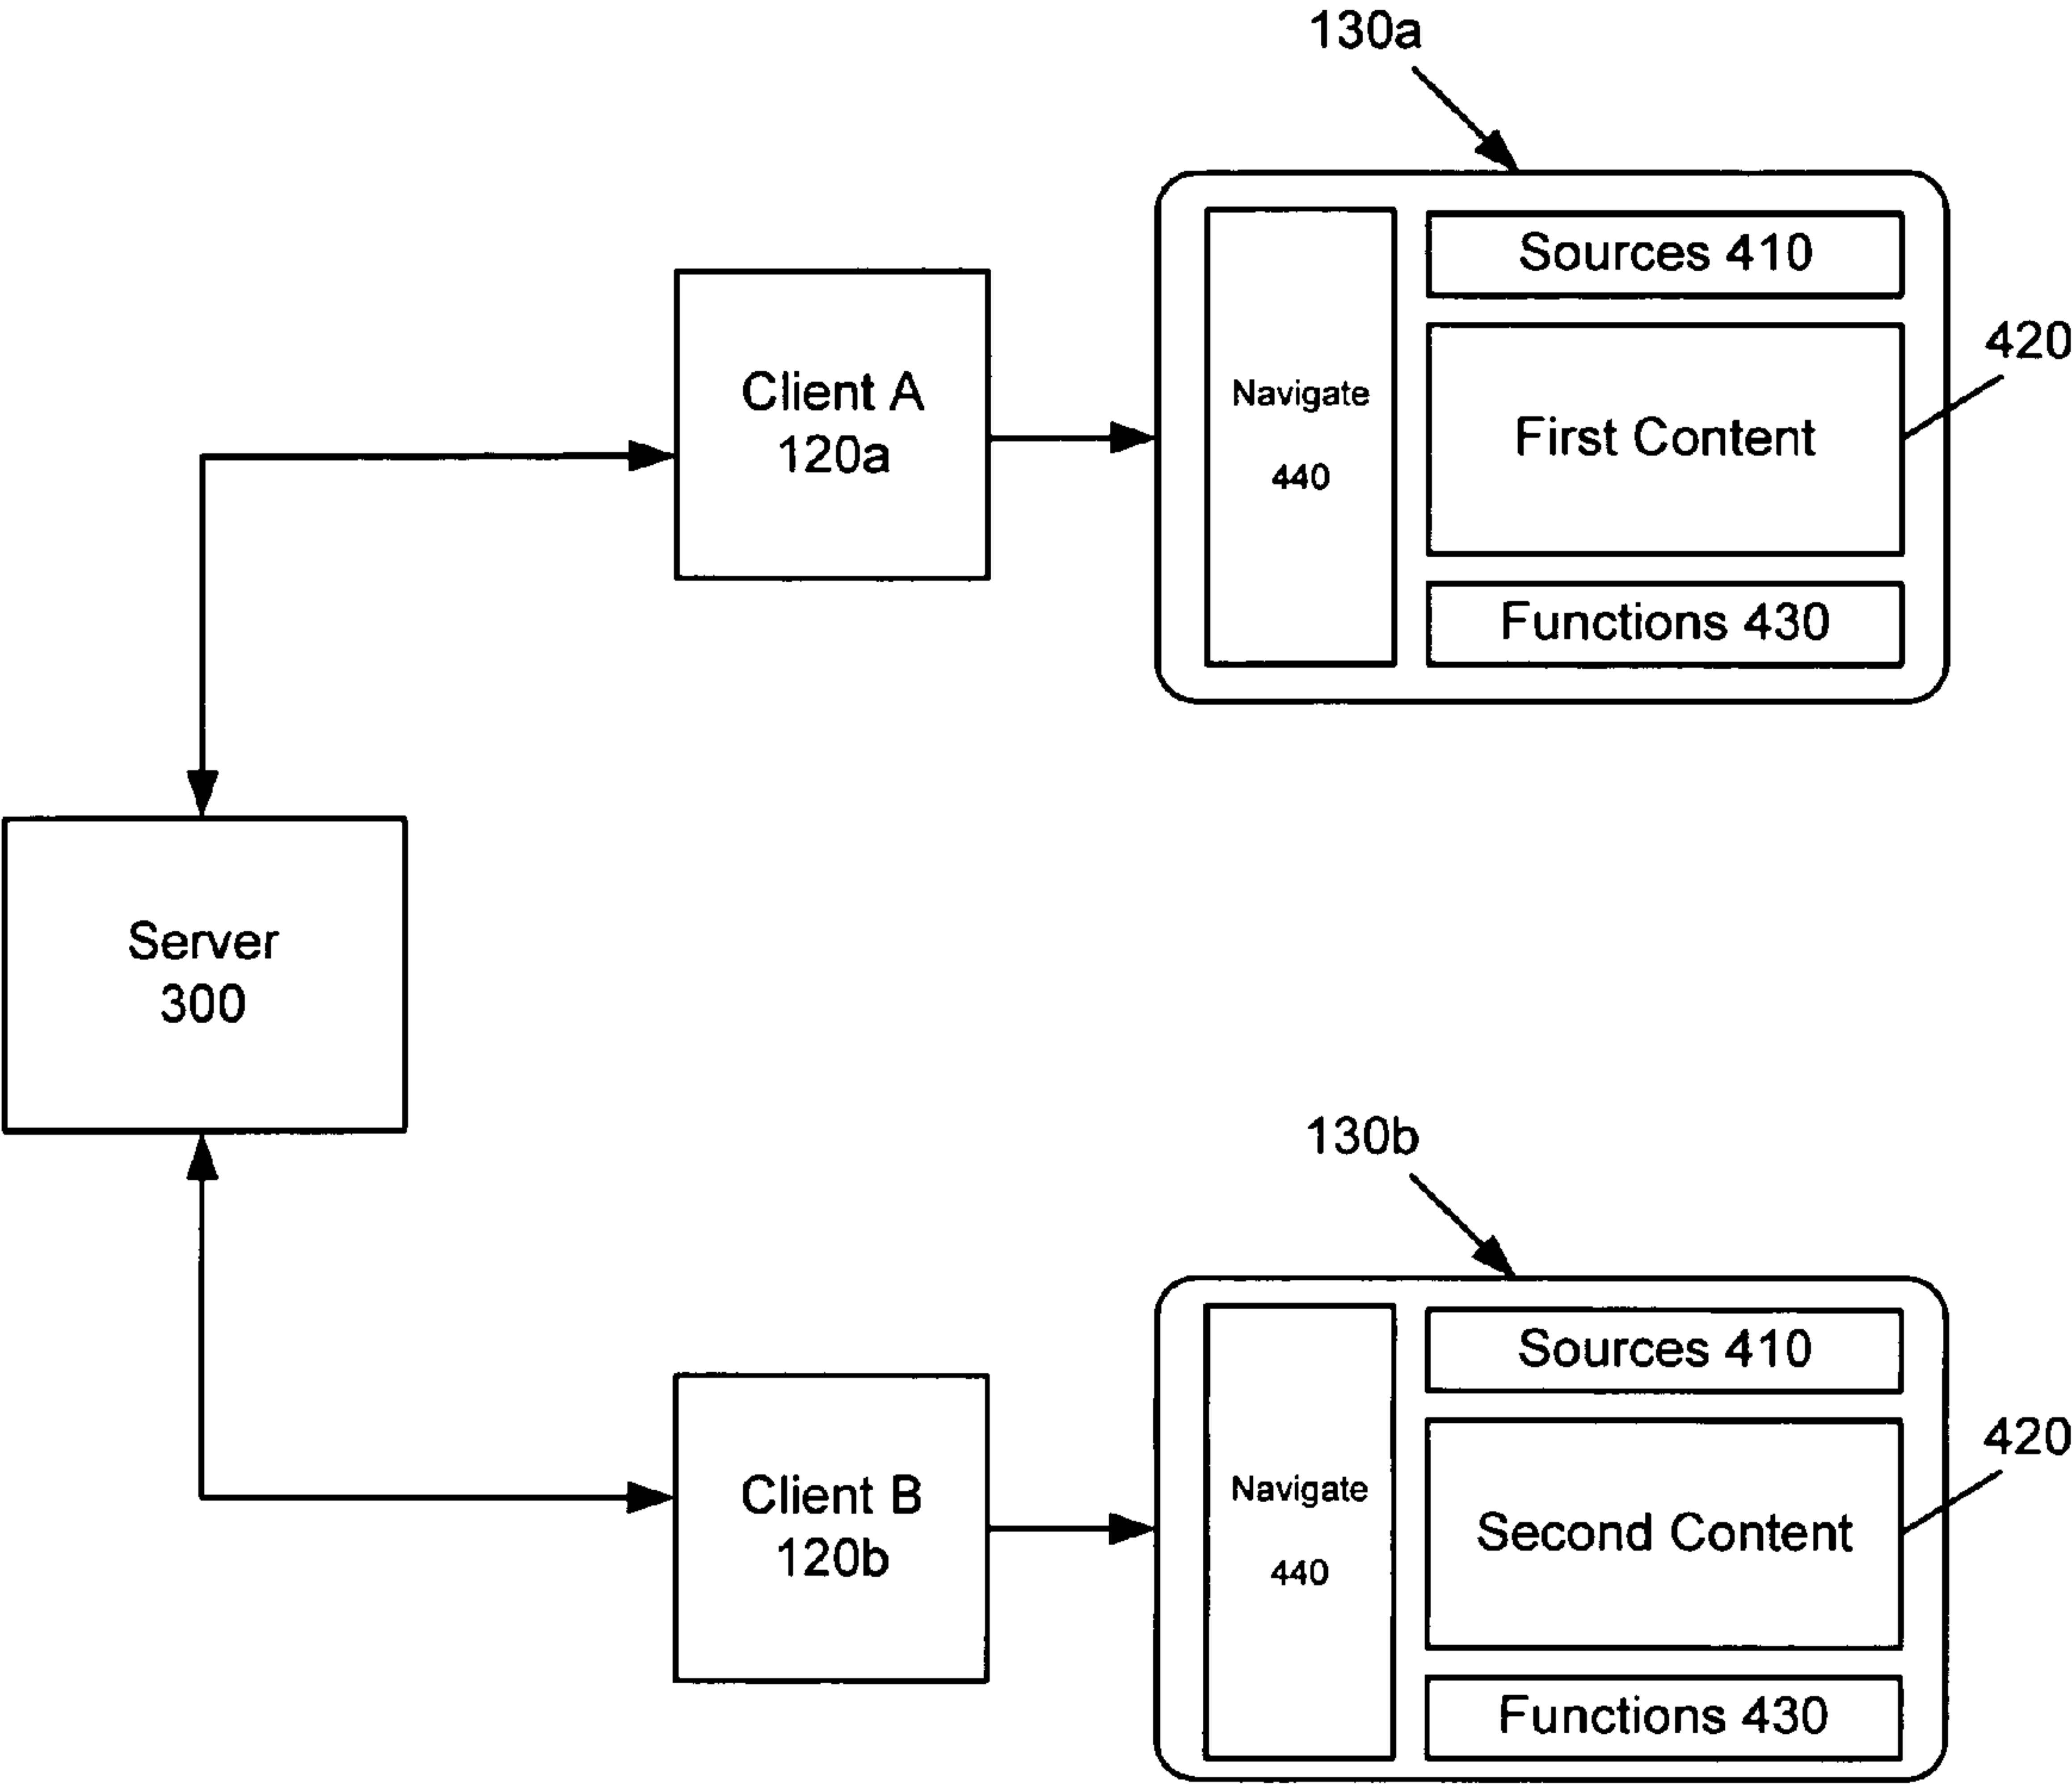 130a
Sources 410
420
Client A
120a
Navigate
440
First Content
Functions 430
Server
300
130b
Sources 410
420
Client B
120b
Navigate
440
Second Content
Functions 430